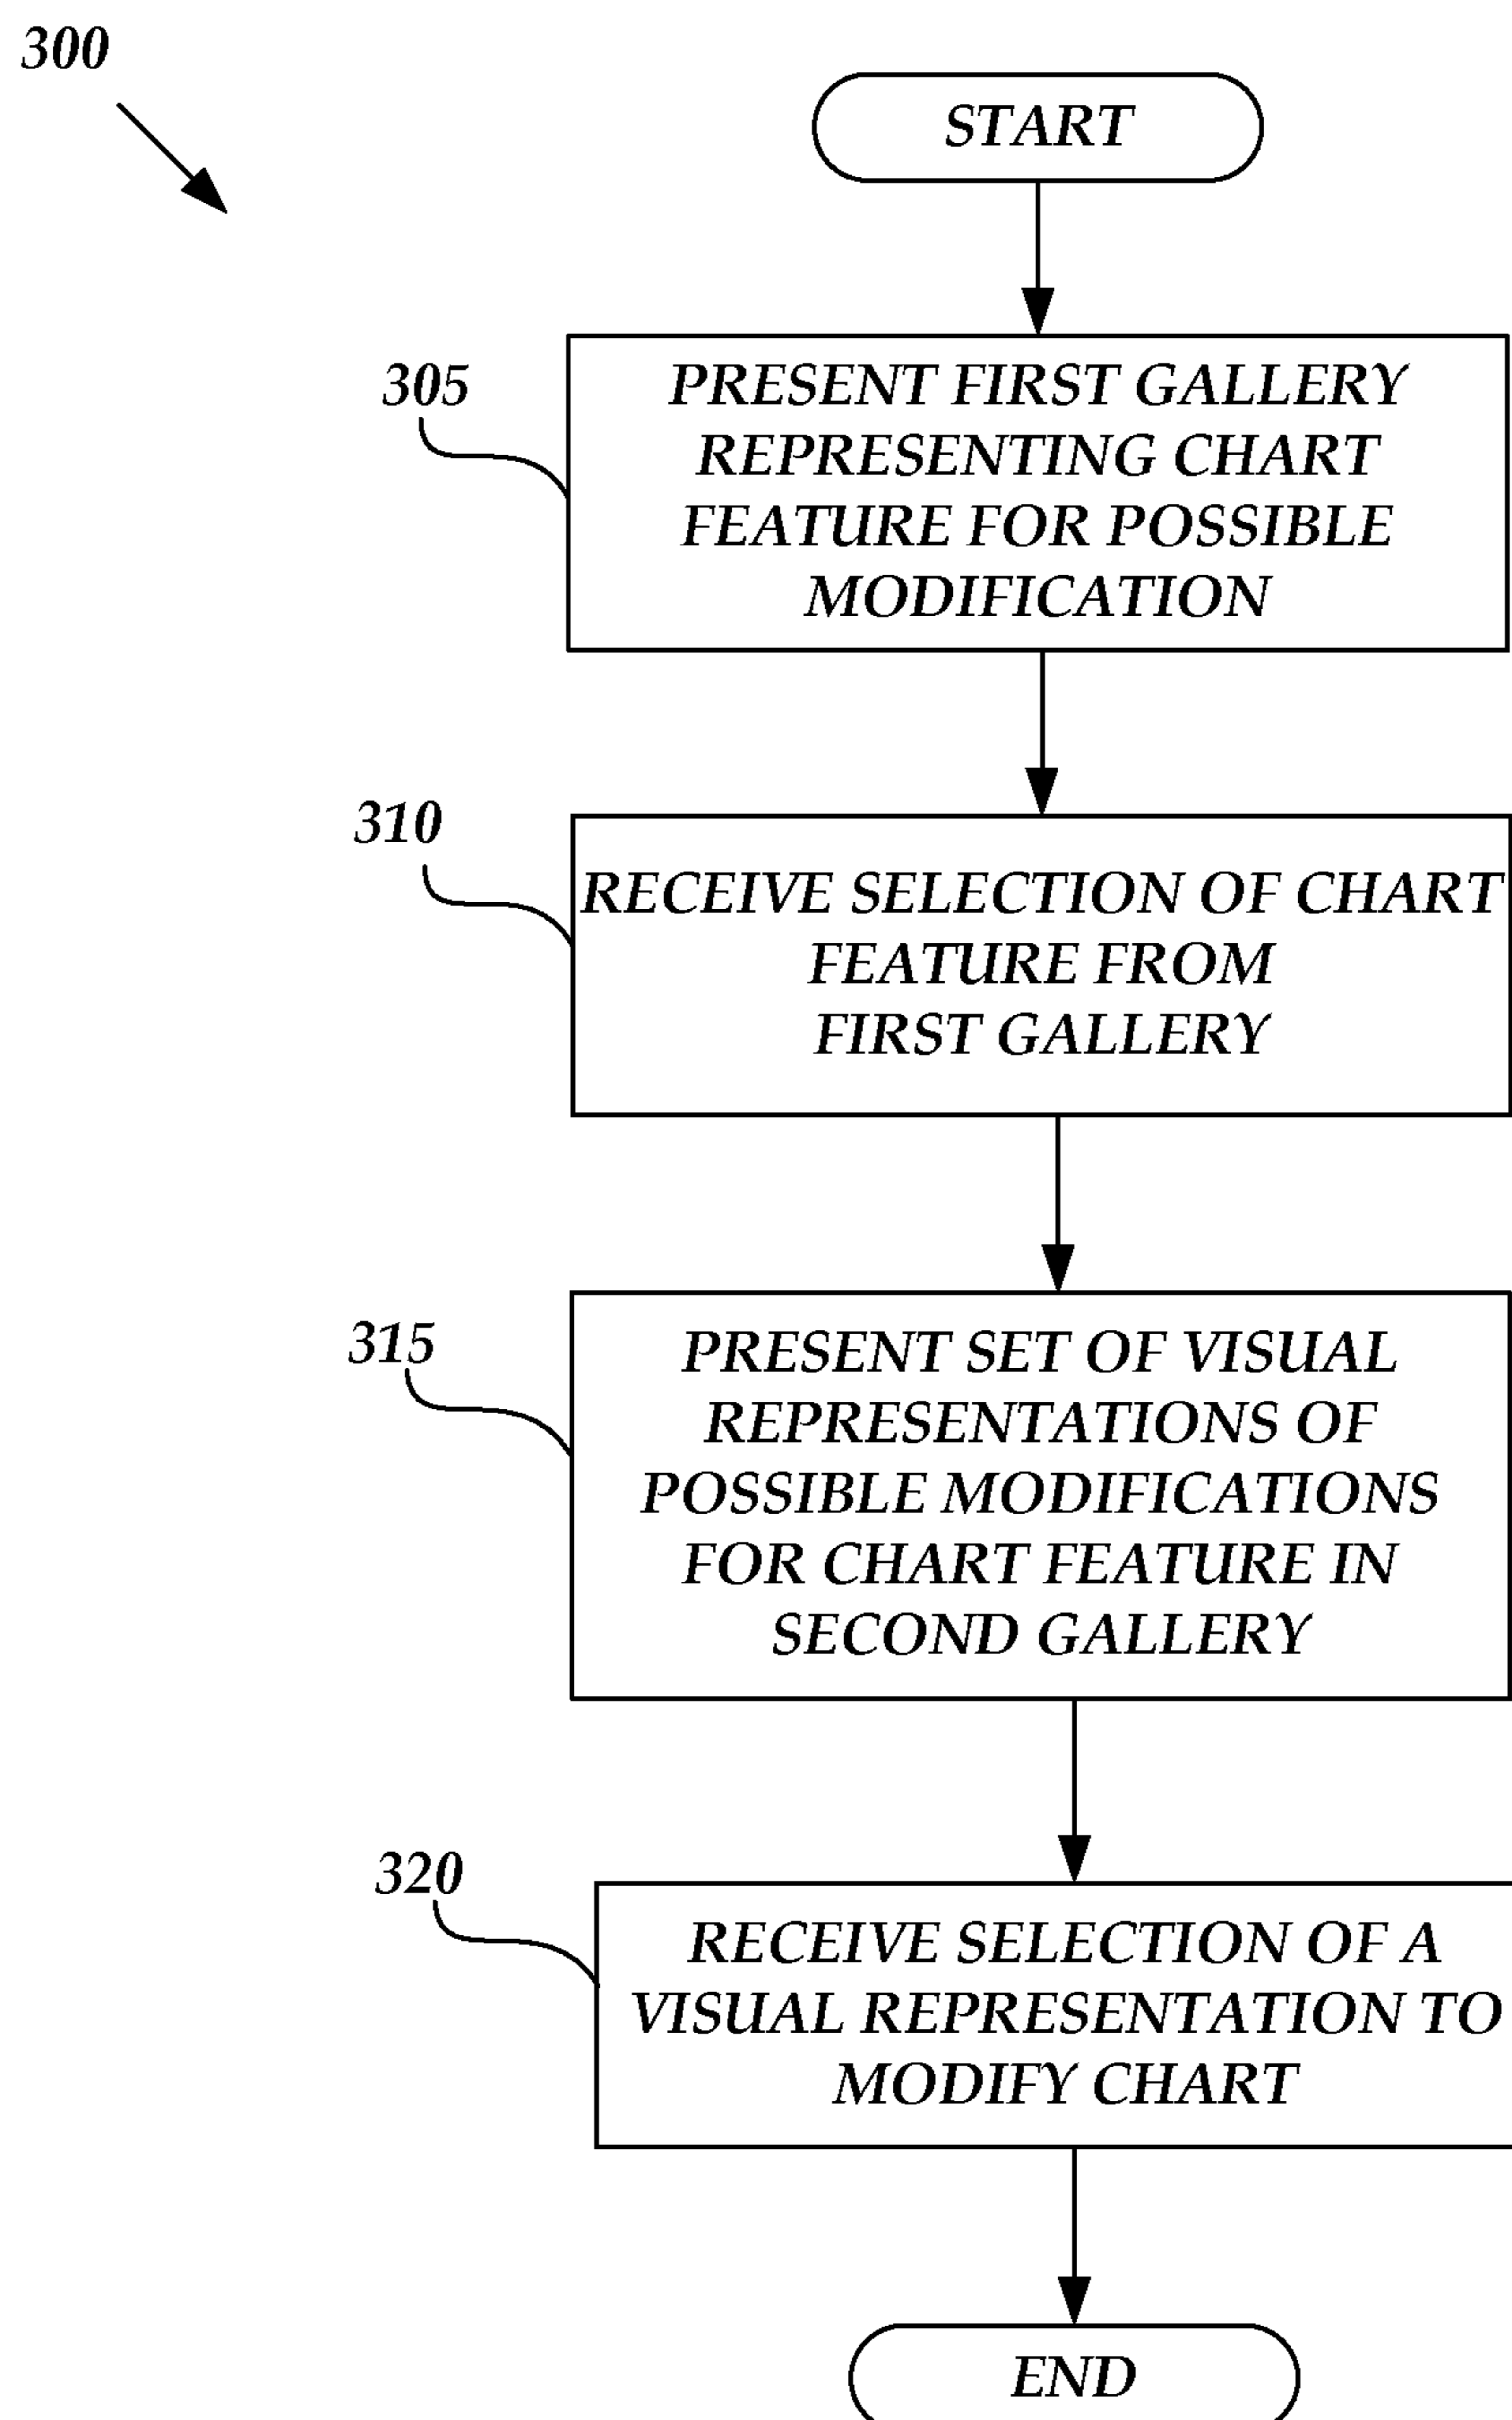 300
START
305
PRESENT FIRST GALLERY
REPRESENTING CHART
FEATURE FOR POSSIBLE
MODIFICATION
310
RECEIVE SELECTION OF CHART
FEATURE FROM
FIRST GALLERY
315
PRESENT SET OF VISUAL
REPRESENTATIONS OF
POSSIBLE MODIFICATIONS
FOR CHART FEATURE IN
SECOND GALLERY
320
RECEIVE SELECTION OF A
VISUAL REPRESENTATION TO
MODIFY CHART
END